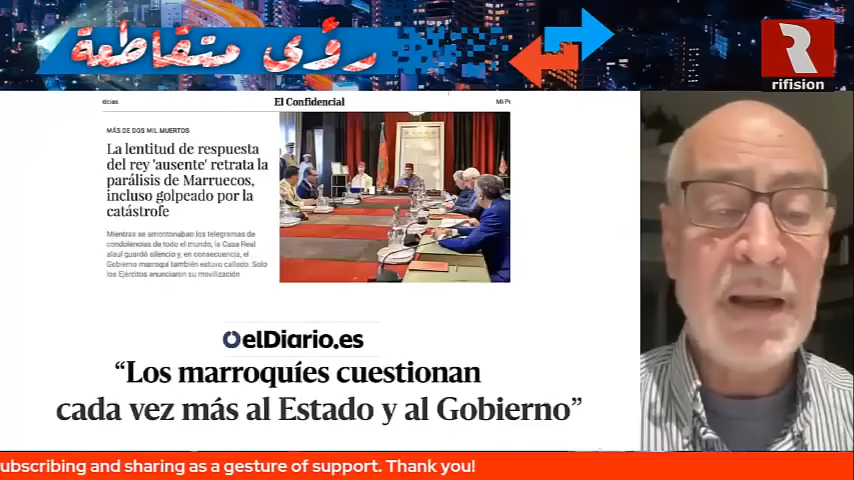 رؤى متقاطعة
R
rifision
El Confidencial
MÁS DE DOS MIL MUERTOS
La lentitud de respuesta
del rey 'ausente' retrata la
parálisis de Marruecos,
incluso golpeado por la
catástrofe
Mientras se amontonaban los telegramas de
condolencias de todo el mundo, la Casa Real
alauí guardó silencio y, en consecuencia, el
Gobierno marroquí también estuvo callado. Solo
los Ejércitos anunciaron su movilización
elDiario.es
“Los marroquíes cuestionan
cada vez más al Estado y al Gobierno”
ubscribing and sharing as a gesture of support. Thank you!